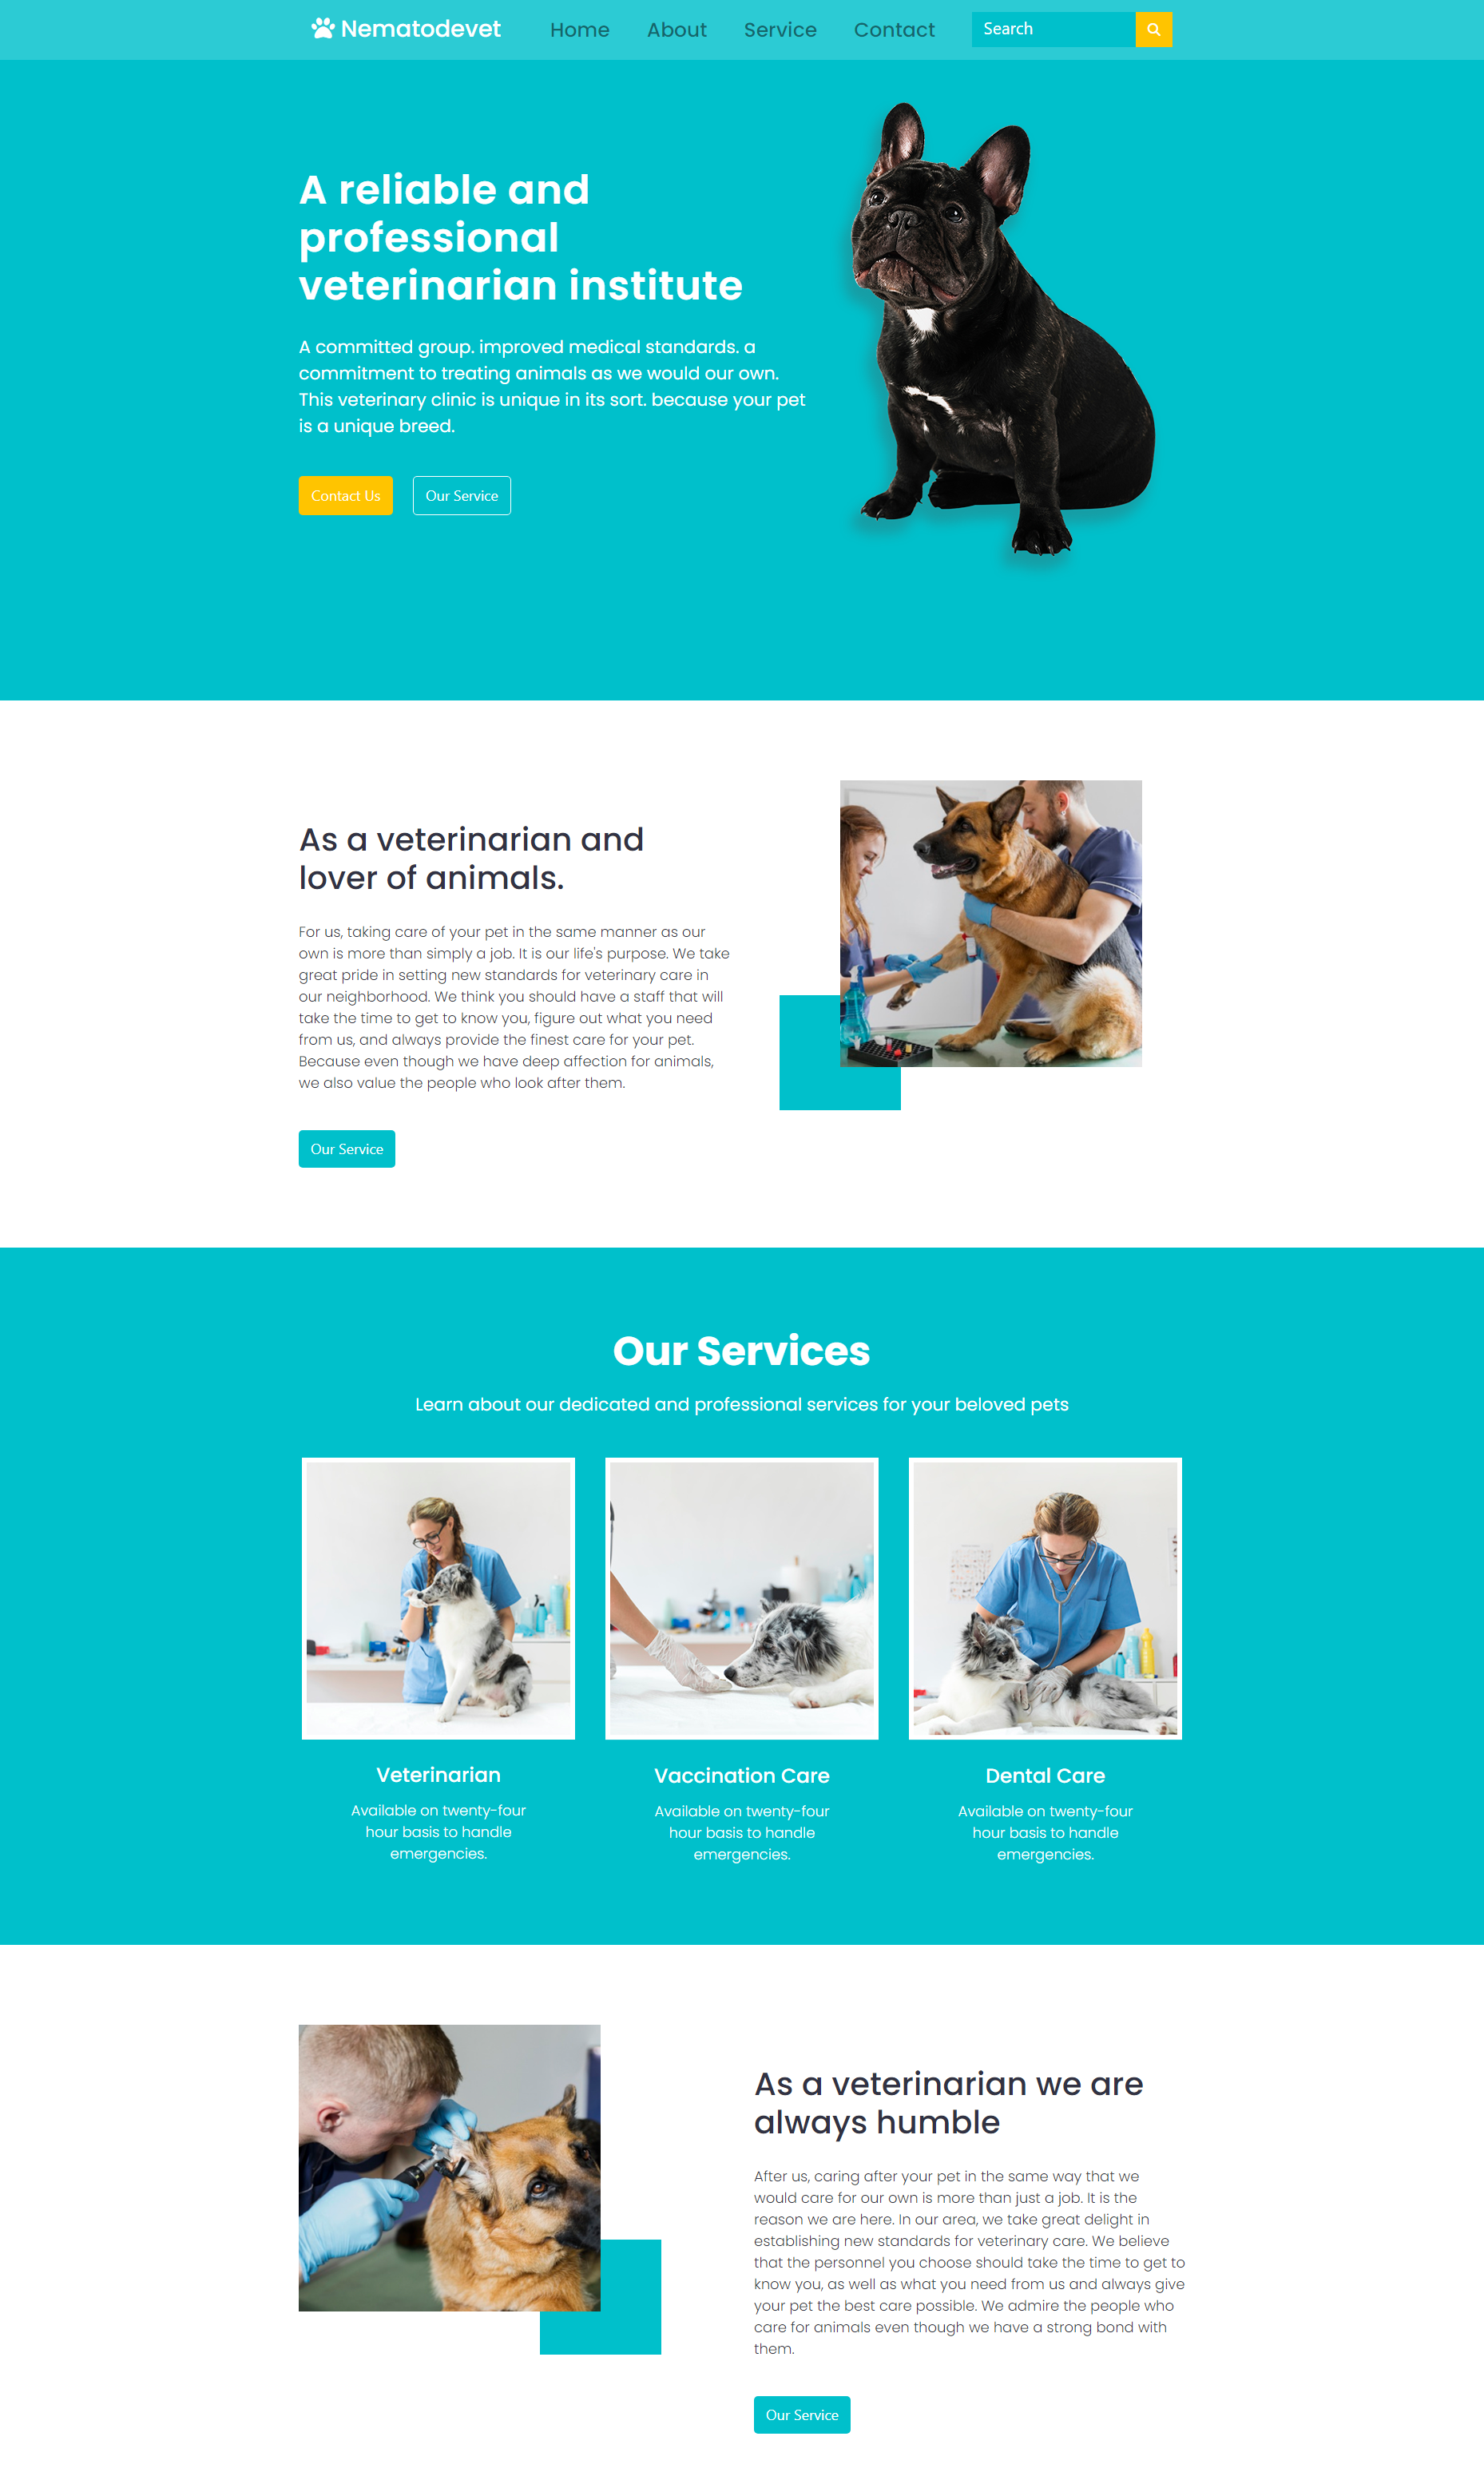 Nematodevet Home About Service Contact Search
A reliable and
professional
veterinarian institute
A committed group. improved medical standards. a
commitment to treating animals as we would our own.
This veterinary clinic is unique in its sort. because your pet
is a unique breed.
Contact Us Our Service
As a veterinarian and
lover of animals.
For us, taking care of your pet in the same manner as our
own is more than simply a job. It is our life's purpose. We take
great pride in setting new standards for veterinary care in
our neighborhood. We think you should have a staff that will
take the time to get to know you, figure out what you need
from us, and always provide the finest care for your pet.
Because even though we have deep affection for animals,
we also value the people who look after them.
Our Service
Our Services
Learn about our dedicated and professional services for your beloved pets
Veterinarian
Available on twenty-four
hour basis to handle
emergencies.
Vaccination Care
Available on twenty-four
hour basis to handle
emergencies.
Dental Care
Available on twenty-four
hour basis to handle
emergencies.
As a veterinarian we are
always humble
After us, caring after your pet in the same way that we
would care for our own is more than just a job. It is the
reason we are here. In our area, we take great delight in
establishing new standards for veterinary care. We believe
that the personnel you choose should take the time to get to
know you, as well as what you need from us and always give
your pet the best care possible. We admire the people who
care for animals even though we have a strong bond with
them.
Our Service